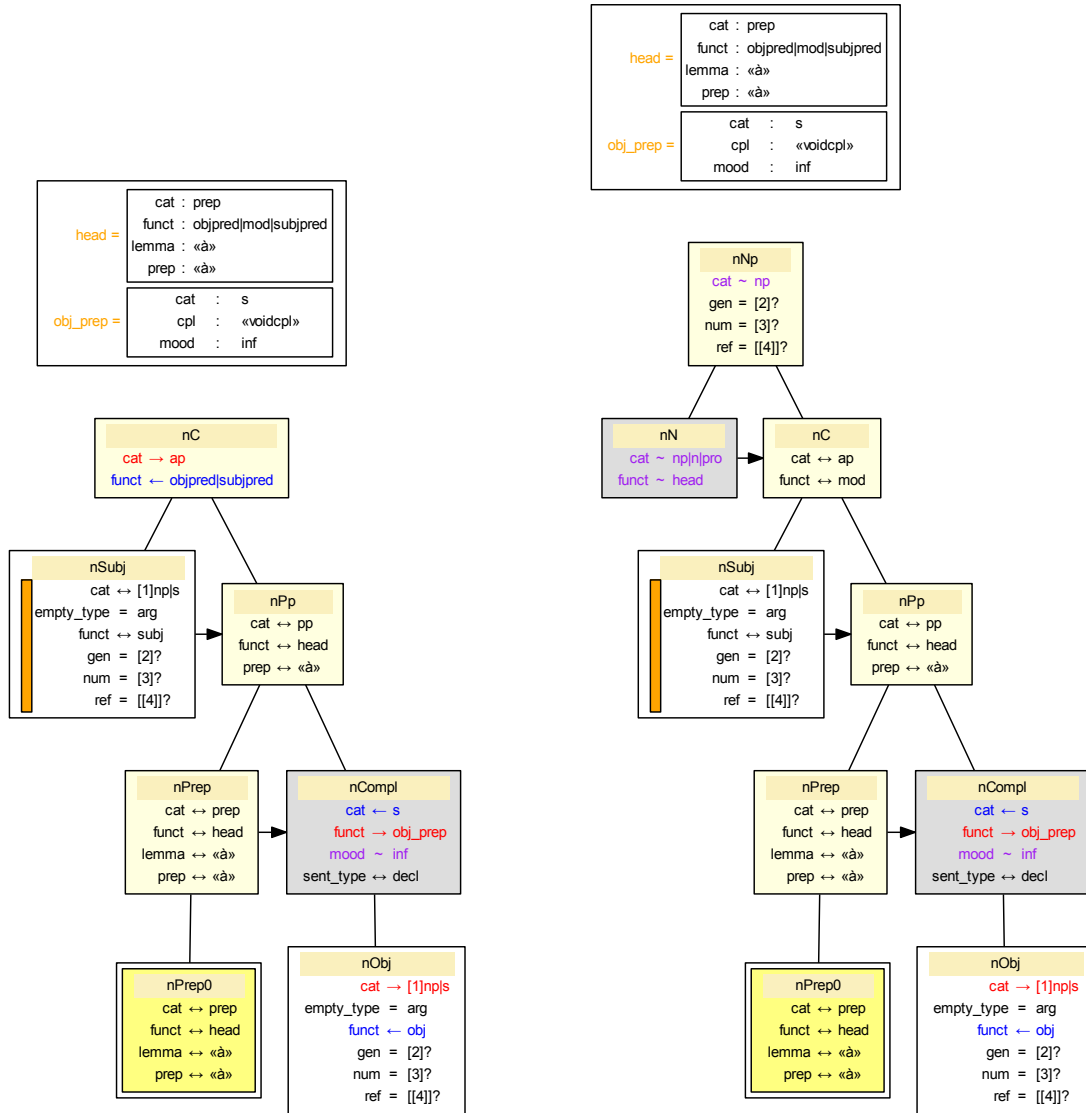 head =
cat : prep
funct : objpred|mod|subjpred
lemma : «à»
prep : «à»
obj_prep =
cat : s
cpl : «voidcpl»
mood : inf
nC
cat → ap
funct ← objpred|subjpred
nSubj
cat ↔ [1]np|s
empty_type = arg
funct ↔ subj
gen = [2]?
num = [3]?
ref = [[4]]?
nPp
cat ↔ pp
funct ↔ head
prep ↔ «à»
nPrep
cat ↔ prep
funct ↔ head
lemma ↔ «à»
prep ↔ «à»
nCompl
cat ← s
funct → obj_prep
mood ~ inf
sent_type ↔ decl
nPrep0
cat ↔ prep
funct ↔ head
lemma ↔ «à»
prep ↔ «à»
nObj
cat → [1]np|s
empty_type = arg
funct ← obj
gen = [2]?
num = [3]?
ref = [[4]]?
head =
cat : prep
funct : objpred|mod|subjpred
lemma : «à»
prep : «à»
obj_prep =
cat : s
cpl : «voidcpl»
mood : inf
nNp
cat ~ np
gen = [2]?
num = [3]?
ref = [[4]]?
nN
cat ~ np|n|pro
funct ~ head
nC
cat ↔ ap
funct ↔ mod
nSubj
cat ↔ [1]np|s
empty_type = arg
funct ↔ subj
gen = [2]?
num = [3]?
ref = [[4]]?
nPp
cat ↔ pp
funct ↔ head
prep ↔ «à»
nPrep
cat ↔ prep
funct ↔ head
lemma ↔ «à»
prep ↔ «à»
nCompl
cat ← s
funct → obj_prep
mood ~ inf
sent_type ↔ decl
nPrep0
cat ↔ prep
funct ↔ head
lemma ↔ «à»
prep ↔ «à»
nObj
cat → [1]np|s
empty_type = arg
funct ← obj
gen = [2]?
num = [3]?
ref = [[4]]?